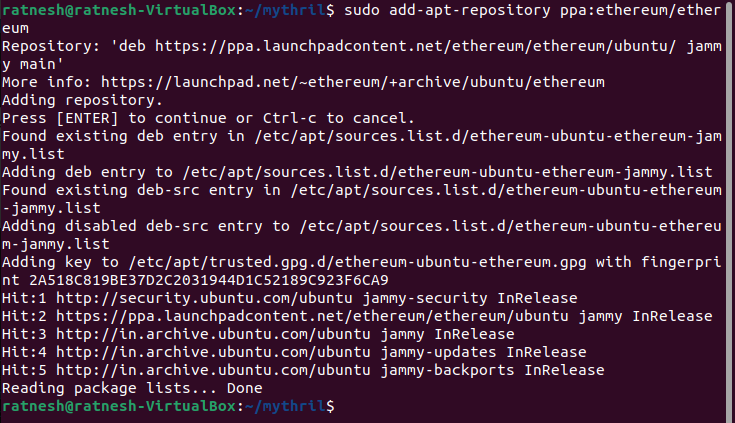 ratnesh@ratnesh-VirtualBox:~/mythril$ sudo add-apt-repository ppa:ethereum/ether
eum
Repository: 'deb https://ppa.launchpadcontent.net/ethereum/ethereum/ubuntu/ jamm
y main'
More info: https://launchpad.net/~ethereum/+archive/ubuntu/ethereum
Adding repository.
Press [ENTER] to continue or Ctrl-c to cancel.
Found existing deb entry in /etc/apt/sources.list.d/ethereum-ubuntu-ethereum-jam
my.list
Adding deb entry to /etc/apt/sources.list.d/ethereum-ubuntu-ethereum-jammy.list
Found existing deb-src entry in /etc/apt/sources.list.d/ethereum-ubuntu-ethereum
-jammy.list
Adding disabled deb-src entry to /etc/apt/sources.list.d/ethereum-ubuntu-ethereu
m-jammy.list
Adding key to /etc/apt/trusted.gpg.d/ethereum-ubuntu-ethereum.gpg with fingerpri
nt 2A518C819BE37D2C2031944D1C52189C923F6CA9
Hit:1 http://security.ubuntu.com/ubuntu jammy-security InRelease
Hit:2 https://ppa.launchpadcontent.net/ethereum/ethereum/ubuntu jammy InRelease
Hit:3 http://in.archive.ubuntu.com/ubuntu jammy InRelease
Hit:4 http://in.archive.ubuntu.com/ubuntu jammy-updates InRelease
Hit:5 http://in.archive.ubuntu.com/ubuntu jammy-backports InRelease
Reading package lists... Done
ratnesh@ratnesh-VirtualBox:~/mythril$